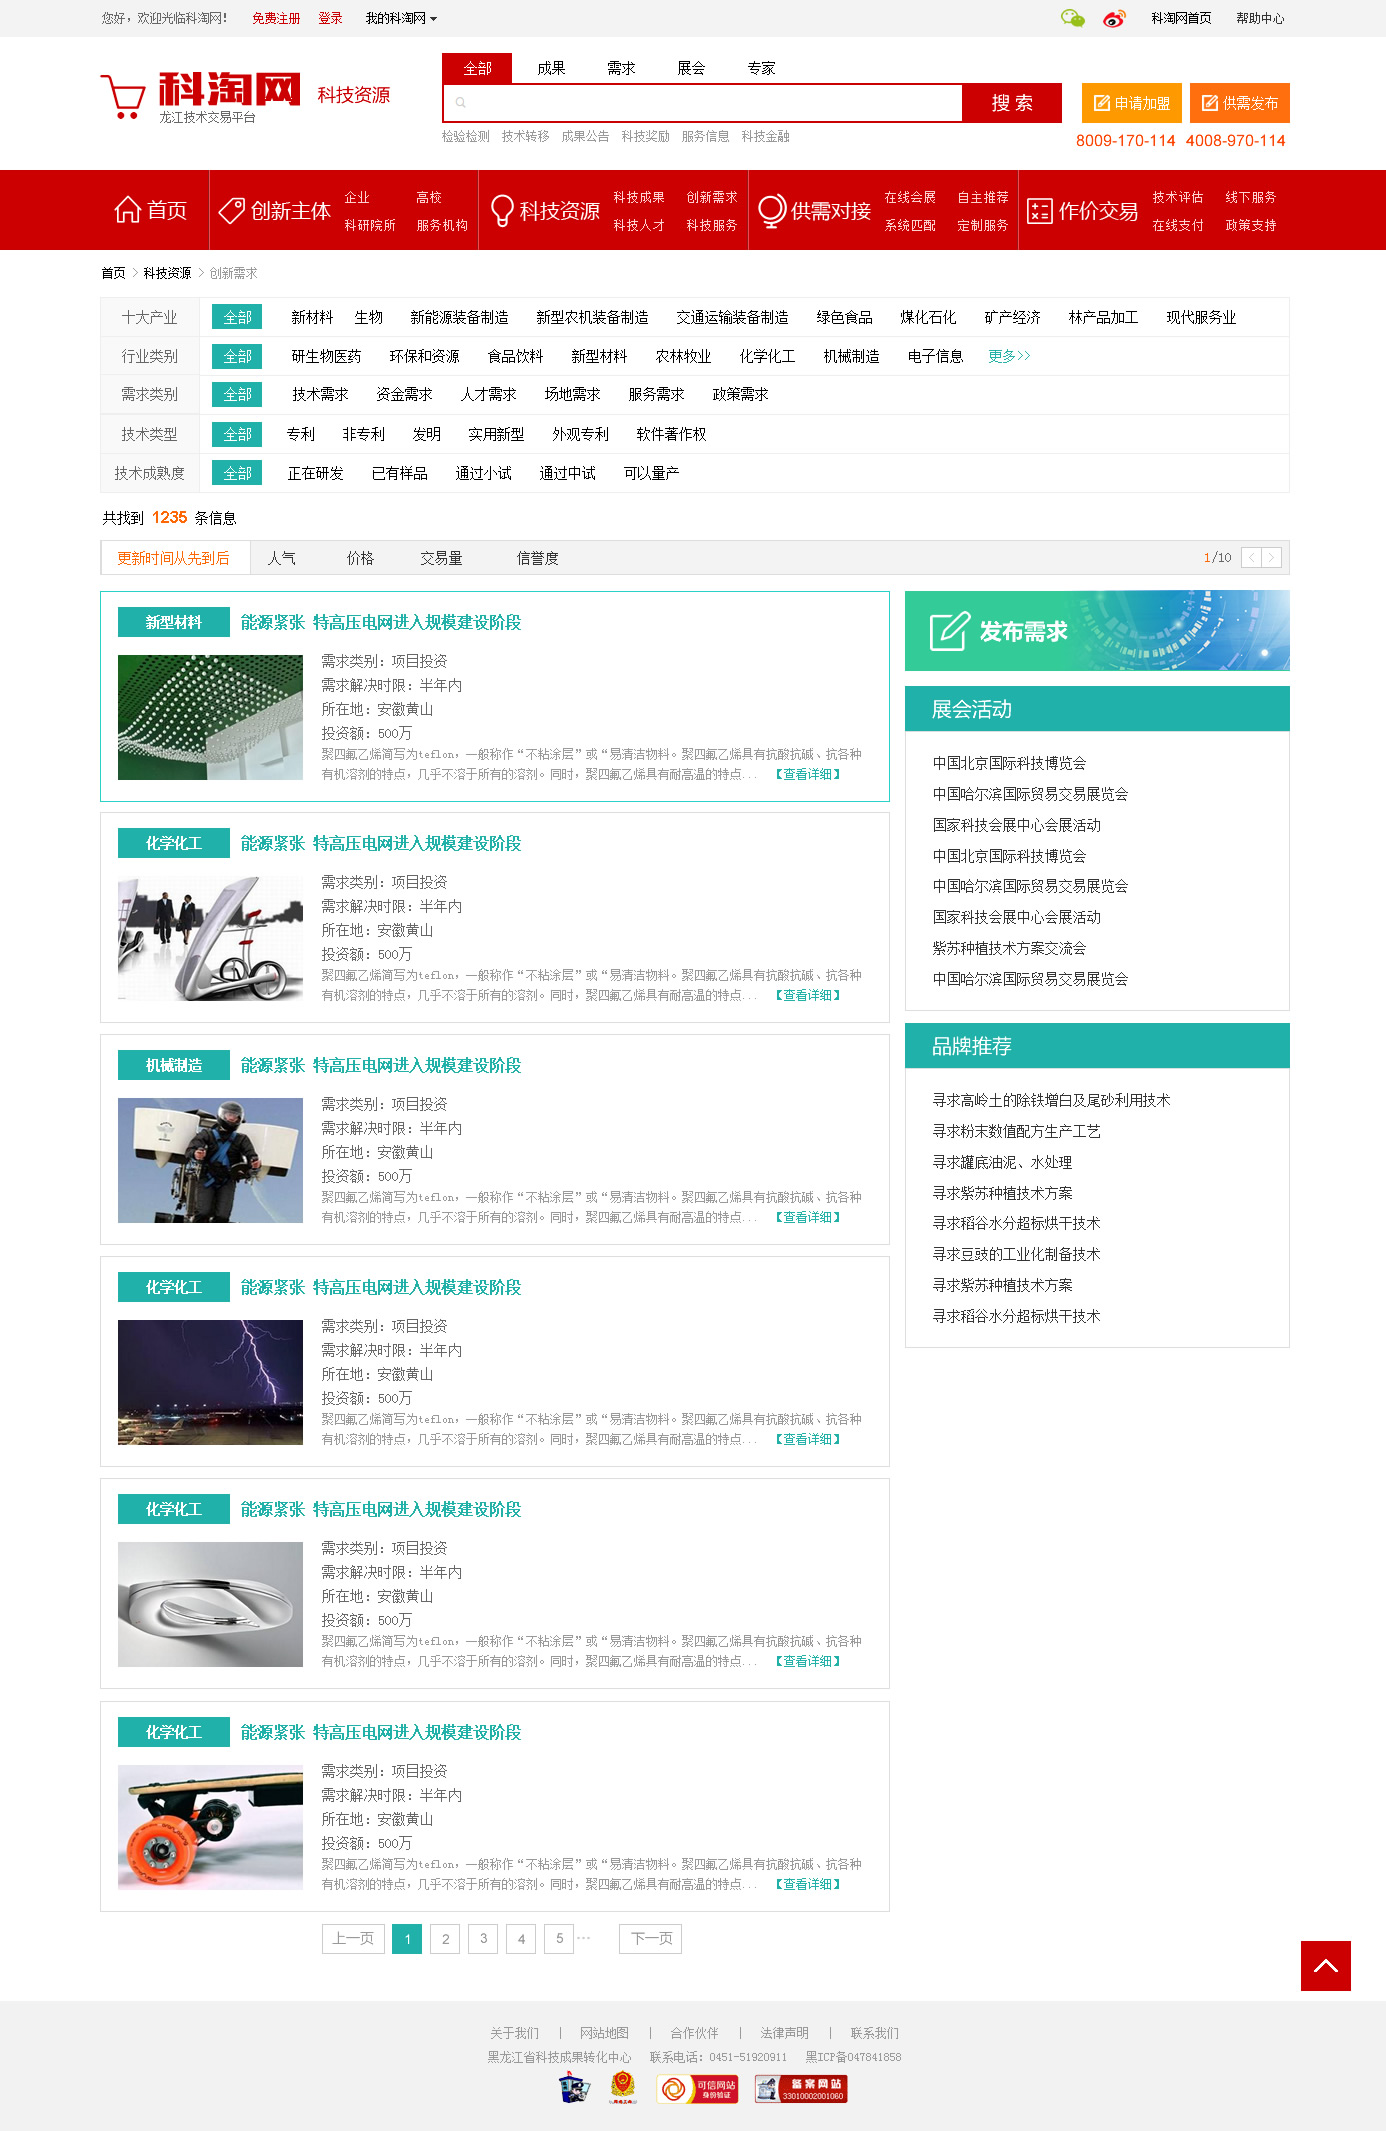 您好，欢迎光临科淘网！ 免费注册 登录 我的科淘网 科淘网首页 帮助中心
全部 成果 需求 展会 专家
科淘网 科技资源
龙江技术交易平台
搜 索 申请加盟 供需发布
检验检测 技术转移 成果公告 科技奖励 服务信息 科技金融
8009-170-114 4008-970-114
首页 创新主体 企业 高校 科研院所 服务机构
科技资源 科技成果 创新需求 科技人才 科技服务
供需对接 在线会展 自主推荐 系统匹配 定制服务
作价交易 技术评估 线下服务 在线支付 政策支持
首页 > 科技资源 > 创新需求
十大产业 全部 新材料 生物 新能源装备制造 新型农机装备制造 交通运输装备制造 绿色食品 煤化石化 矿产经济 林产品加工 现代服务业
行业类别 全部 研生物医药 环保和资源 食品饮料 新型材料 农林牧业 化学化工 机械制造 电子信息 更多>>
需求类别 全部 技术需求 资金需求 人才需求 场地需求 服务需求 政策需求
技术类型 全部 专利 非专利 发明 实用新型 外观专利 软件著作权
技术成熟度 全部 正在研发 已有样品 通过小试 通过中试 可以量产
共找到 1235 条信息
更新时间从先到后 人气 价格 交易量 信誉度 1/10 < >
新型材料 能源紧张 特高压电网进入规模建设阶段
需求类别：项目投资
需求解决时限：半年内
所在地：安徽黄山
投资额：500万
聚四氟乙烯简写为teflon，一般称作“不粘涂层”或“易清洁物料。聚四氟乙烯具有抗酸抗碱、抗各种
有机溶剂的特点，几乎不溶于所有的溶剂。同时，聚四氟乙烯具有耐高温的特点... 【查看详细】
化学化工 能源紧张 特高压电网进入规模建设阶段
需求类别：项目投资
需求解决时限：半年内
所在地：安徽黄山
投资额：500万
聚四氟乙烯简写为teflon，一般称作“不粘涂层”或“易清洁物料。聚四氟乙烯具有抗酸抗碱、抗各种
有机溶剂的特点，几乎不溶于所有的溶剂。同时，聚四氟乙烯具有耐高温的特点... 【查看详细】
机械制造 能源紧张 特高压电网进入规模建设阶段
需求类别：项目投资
需求解决时限：半年内
所在地：安徽黄山
投资额：500万
聚四氟乙烯简写为teflon，一般称作“不粘涂层”或“易清洁物料。聚四氟乙烯具有抗酸抗碱、抗各种
有机溶剂的特点，几乎不溶于所有的溶剂。同时，聚四氟乙烯具有耐高温的特点... 【查看详细】
化学化工 能源紧张 特高压电网进入规模建设阶段
需求类别：项目投资
需求解决时限：半年内
所在地：安徽黄山
投资额：500万
聚四氟乙烯简写为teflon，一般称作“不粘涂层”或“易清洁物料。聚四氟乙烯具有抗酸抗碱、抗各种
有机溶剂的特点，几乎不溶于所有的溶剂。同时，聚四氟乙烯具有耐高温的特点... 【查看详细】
化学化工 能源紧张 特高压电网进入规模建设阶段
需求类别：项目投资
需求解决时限：半年内
所在地：安徽黄山
投资额：500万
聚四氟乙烯简写为teflon，一般称作“不粘涂层”或“易清洁物料。聚四氟乙烯具有抗酸抗碱、抗各种
有机溶剂的特点，几乎不溶于所有的溶剂。同时，聚四氟乙烯具有耐高温的特点... 【查看详细】
化学化工 能源紧张 特高压电网进入规模建设阶段
需求类别：项目投资
需求解决时限：半年内
所在地：安徽黄山
投资额：500万
聚四氟乙烯简写为teflon，一般称作“不粘涂层”或“易清洁物料。聚四氟乙烯具有抗酸抗碱、抗各种
有机溶剂的特点，几乎不溶于所有的溶剂。同时，聚四氟乙烯具有耐高温的特点... 【查看详细】
上一页 1 2 3 4 5 ... 下一页
发布需求
展会活动
中国北京国际科技博览会
中国哈尔滨国际贸易交易展览会
国家科技会展中心会展活动
中国北京国际科技博览会
中国哈尔滨国际贸易交易展览会
国家科技会展中心会展活动
紫苏种植技术方案交流会
中国哈尔滨国际贸易交易展览会
品牌推荐
寻求高岭土的除铁增白及尾砂利用技术
寻求粉末数值配方生产工艺
寻求罐底油泥、水处理
寻求紫苏种植技术方案
寻求稻谷水分超标烘干技术
寻求豆豉的工业化制备技术
寻求紫苏种植技术方案
寻求稻谷水分超标烘干技术
关于我们 | 网站地图 | 合作伙伴 | 法律声明 | 联系我们
黑龙江省科技成果转化中心 联系电话：0451-51920911 黑ICP备047841858
可信网站 身份验证 备案网站 33010002001060